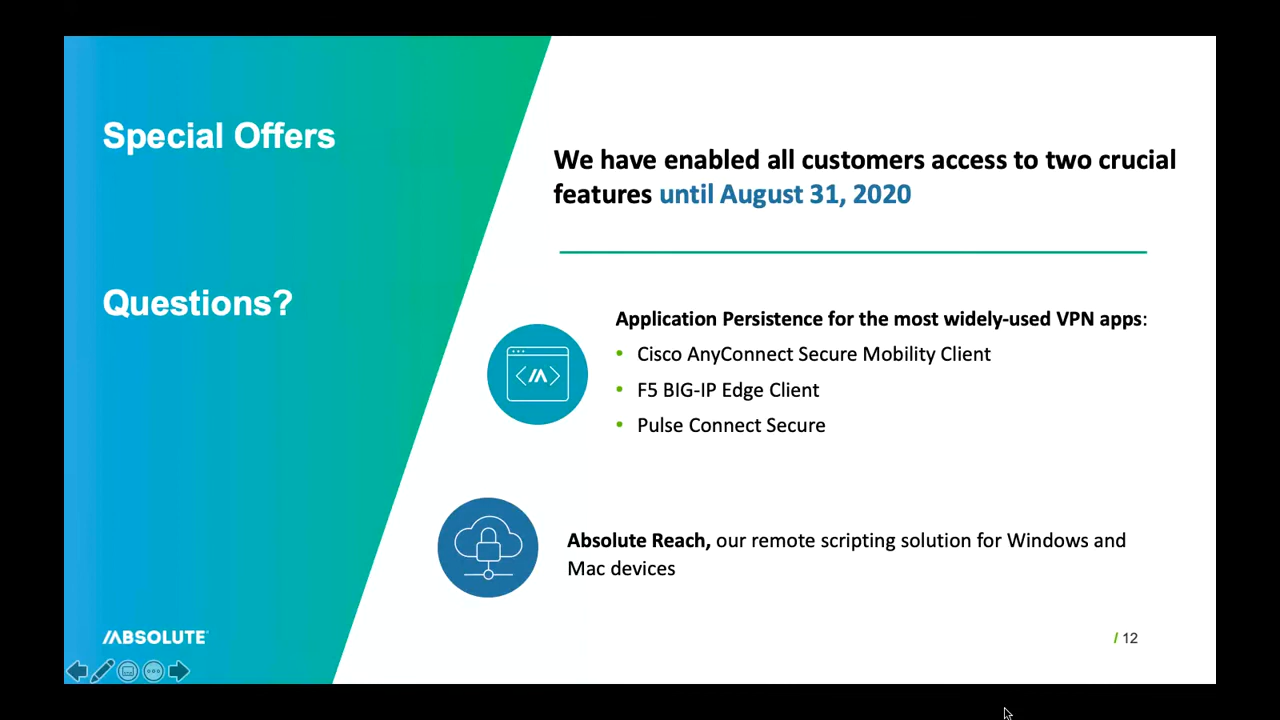 Special Offers
Questions?
We have enabled all customers access to two crucial
features until August 31, 2020
Application Persistence for the most widely-used VPN apps:
• Cisco AnyConnect Secure Mobility Client
• F5 BIG-IP Edge Client
• Pulse Connect Secure
Absolute Reach, our remote scripting solution for Windows and
Mac devices
/ABSOLUTE
/ 12